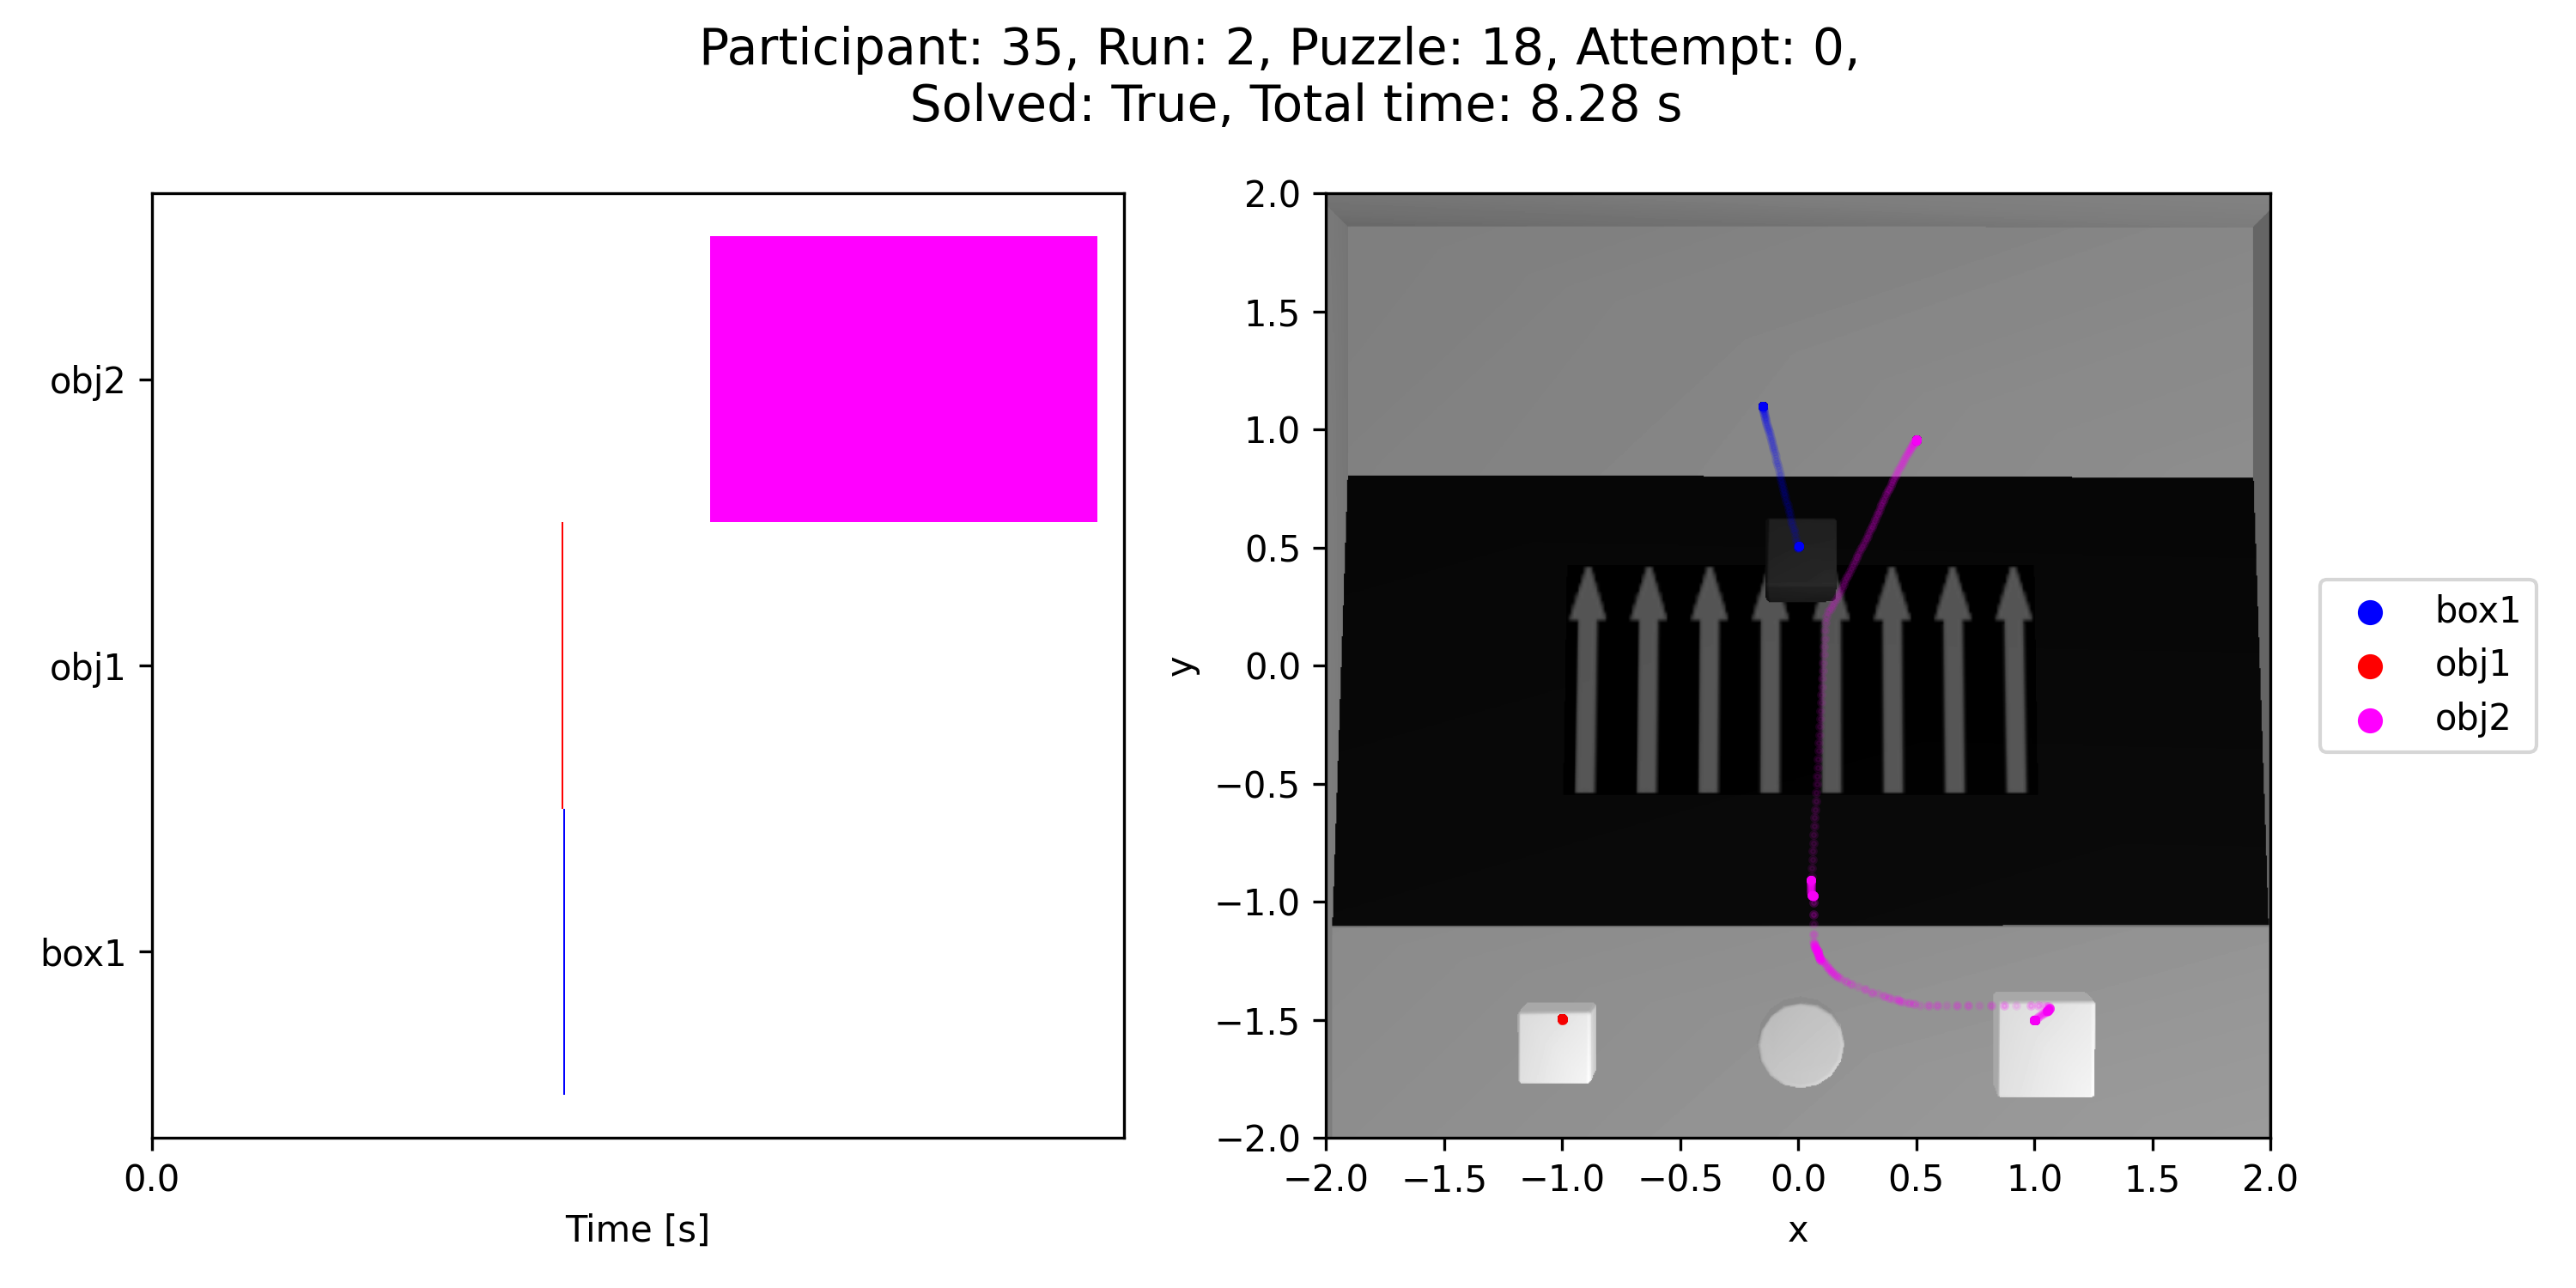 Participant: 35, Run: 2, Puzzle: 18, Attempt: 0,
Solved: True, Total time: 8.28 s
obj2
obj1
box1
0.0
Time [s]
2.0
1.5
1.0
0.5
0.0
−0.5
−1.0
−1.5
−2.0
y
−2.0 −1.5 −1.0 −0.5 0.0 0.5 1.0 1.5 2.0
x
box1
obj1
obj2